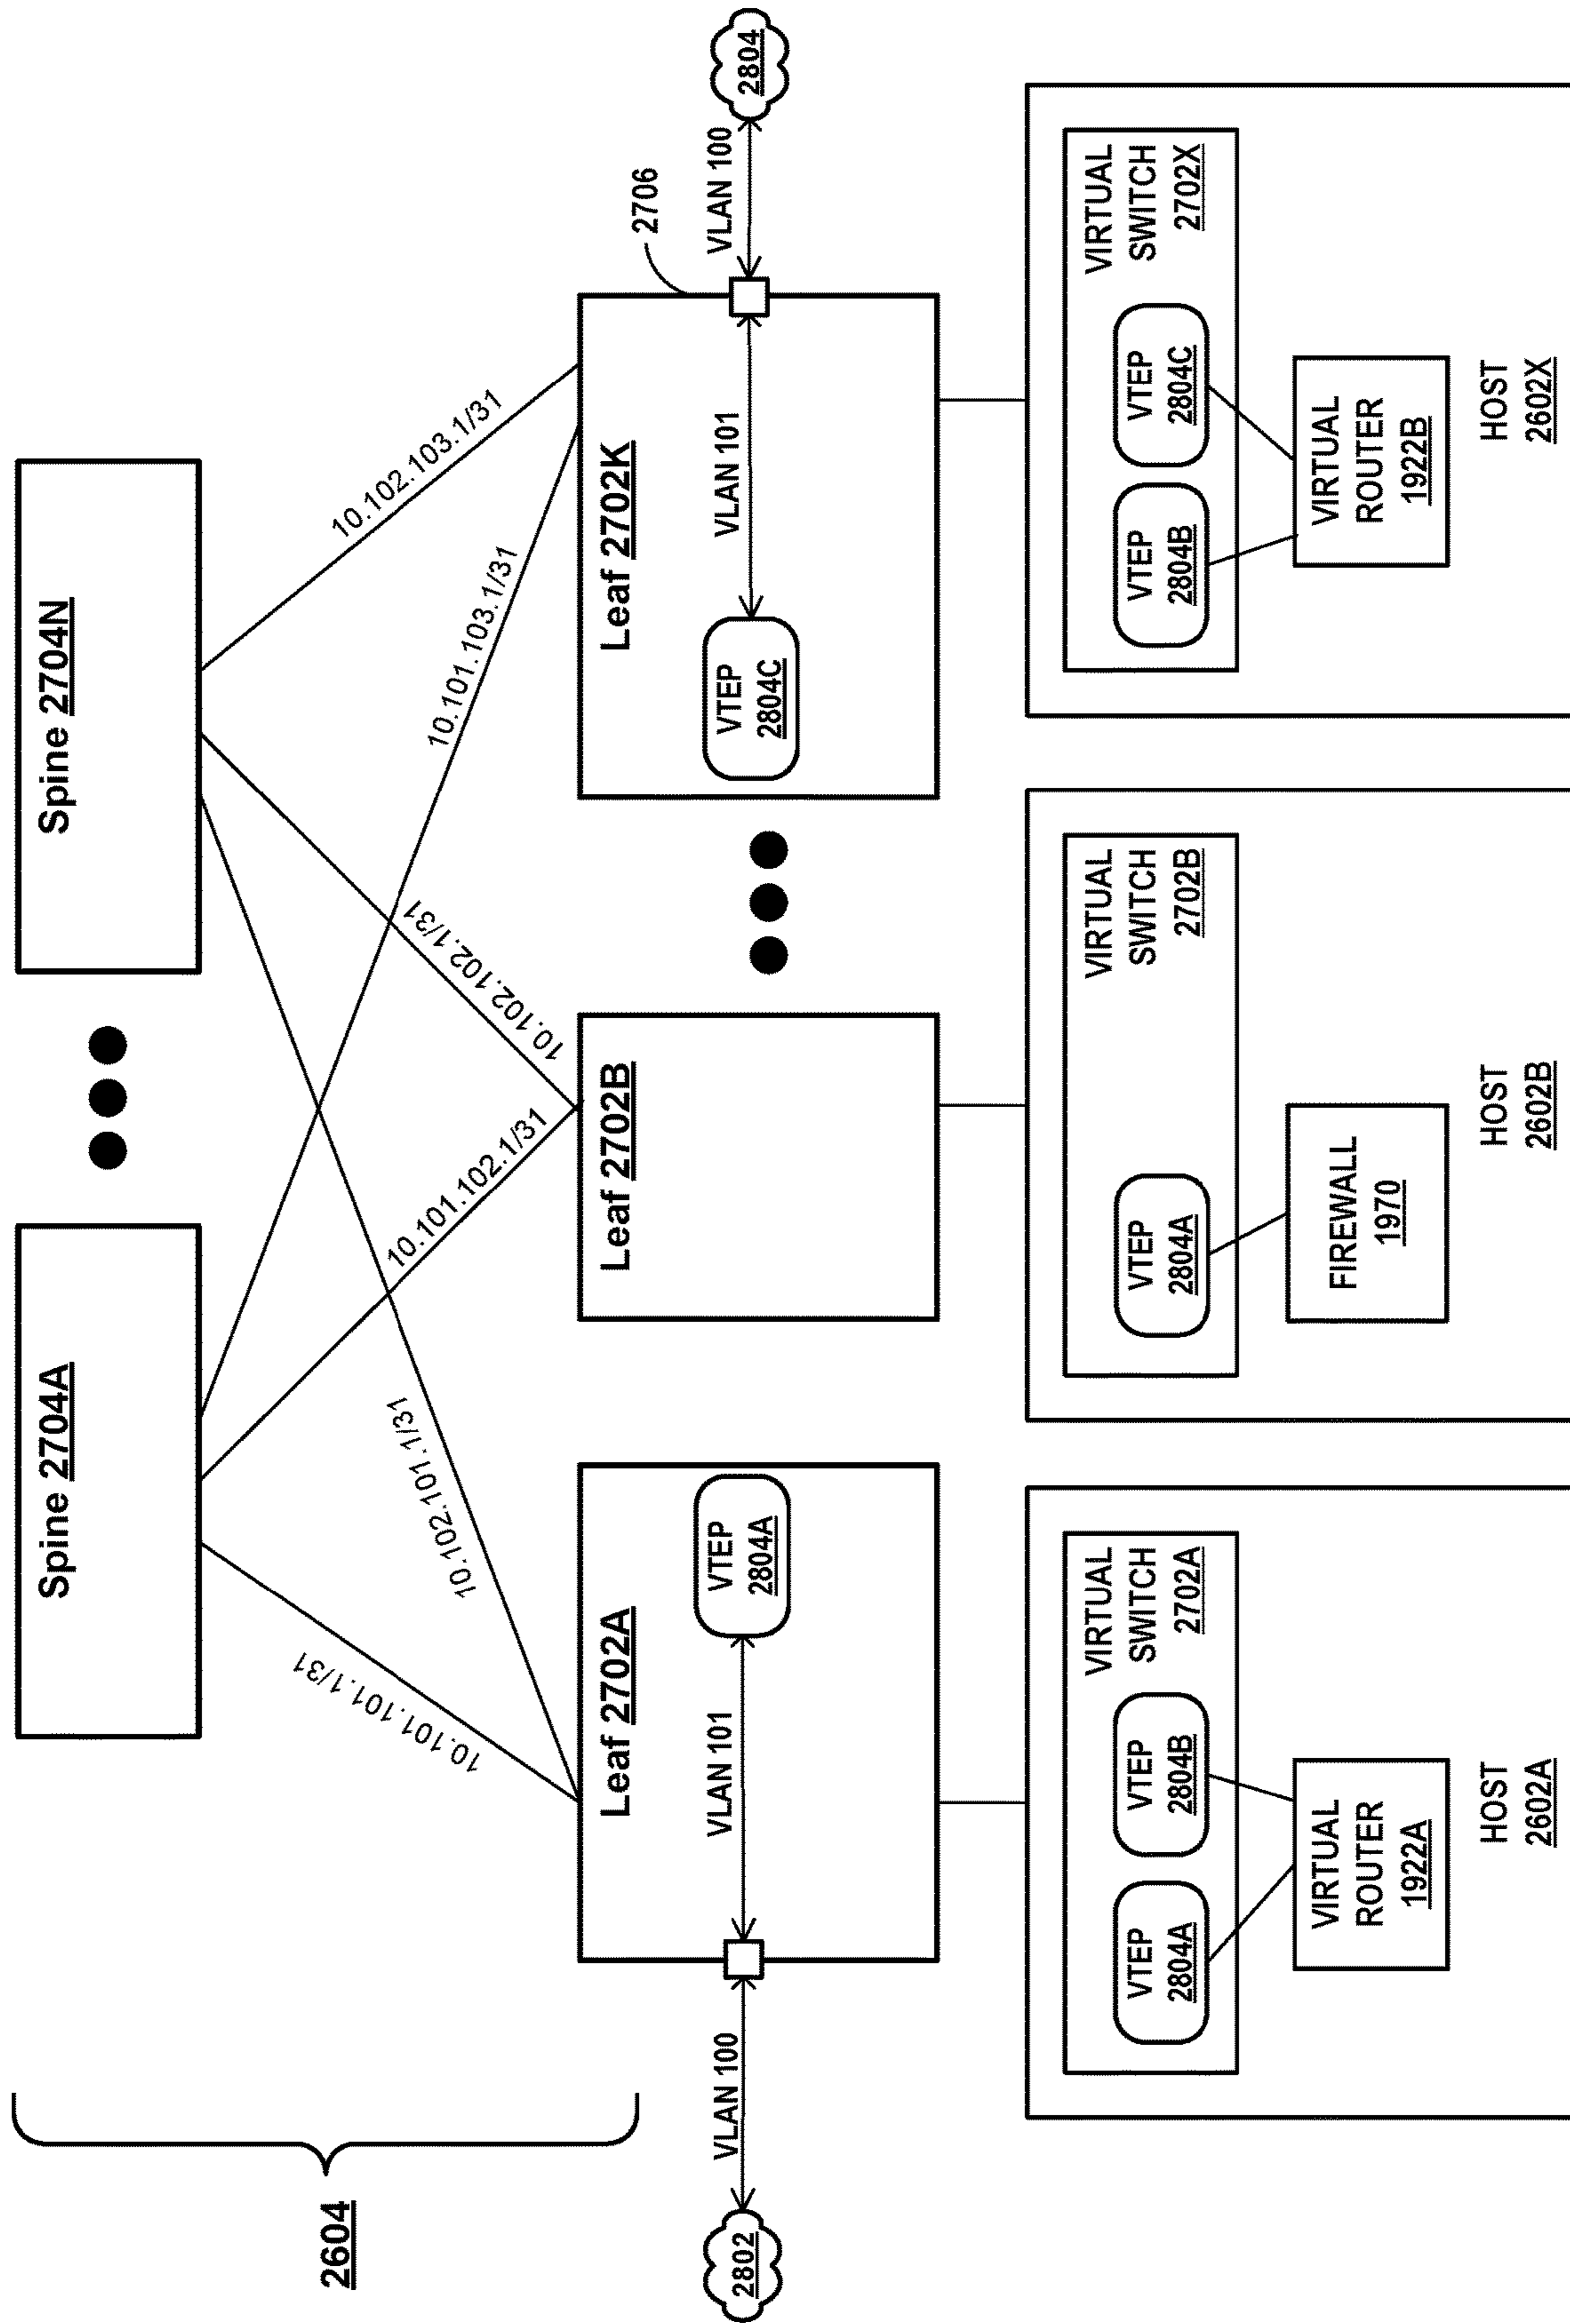 2604
Spine 2704A
Spine 2704N
10.101.101.1/31
10.102.101.1/31
10.101.102.1/31
10.102.102.1/31
10.101.103.1/31
10.102.103.1/31
2802
VLAN 100
Leaf 2702A
VLAN 101
VTEP
2804A
Leaf 2702B
Leaf 2702K
VTEP
2804C
VLAN 101
2706
VLAN 100
2804
VIRTUAL
SWITCH
2702A
VTEP
2804A
VTEP
2804B
VIRTUAL
ROUTER
1922A
HOST
2602A
VIRTUAL
SWITCH
2702B
VTEP
2804A
FIREWALL
1970
HOST
2602B
VIRTUAL
SWITCH
2702X
VTEP
2804B
VTEP
2804C
VIRTUAL
ROUTER
1922B
HOST
2602X